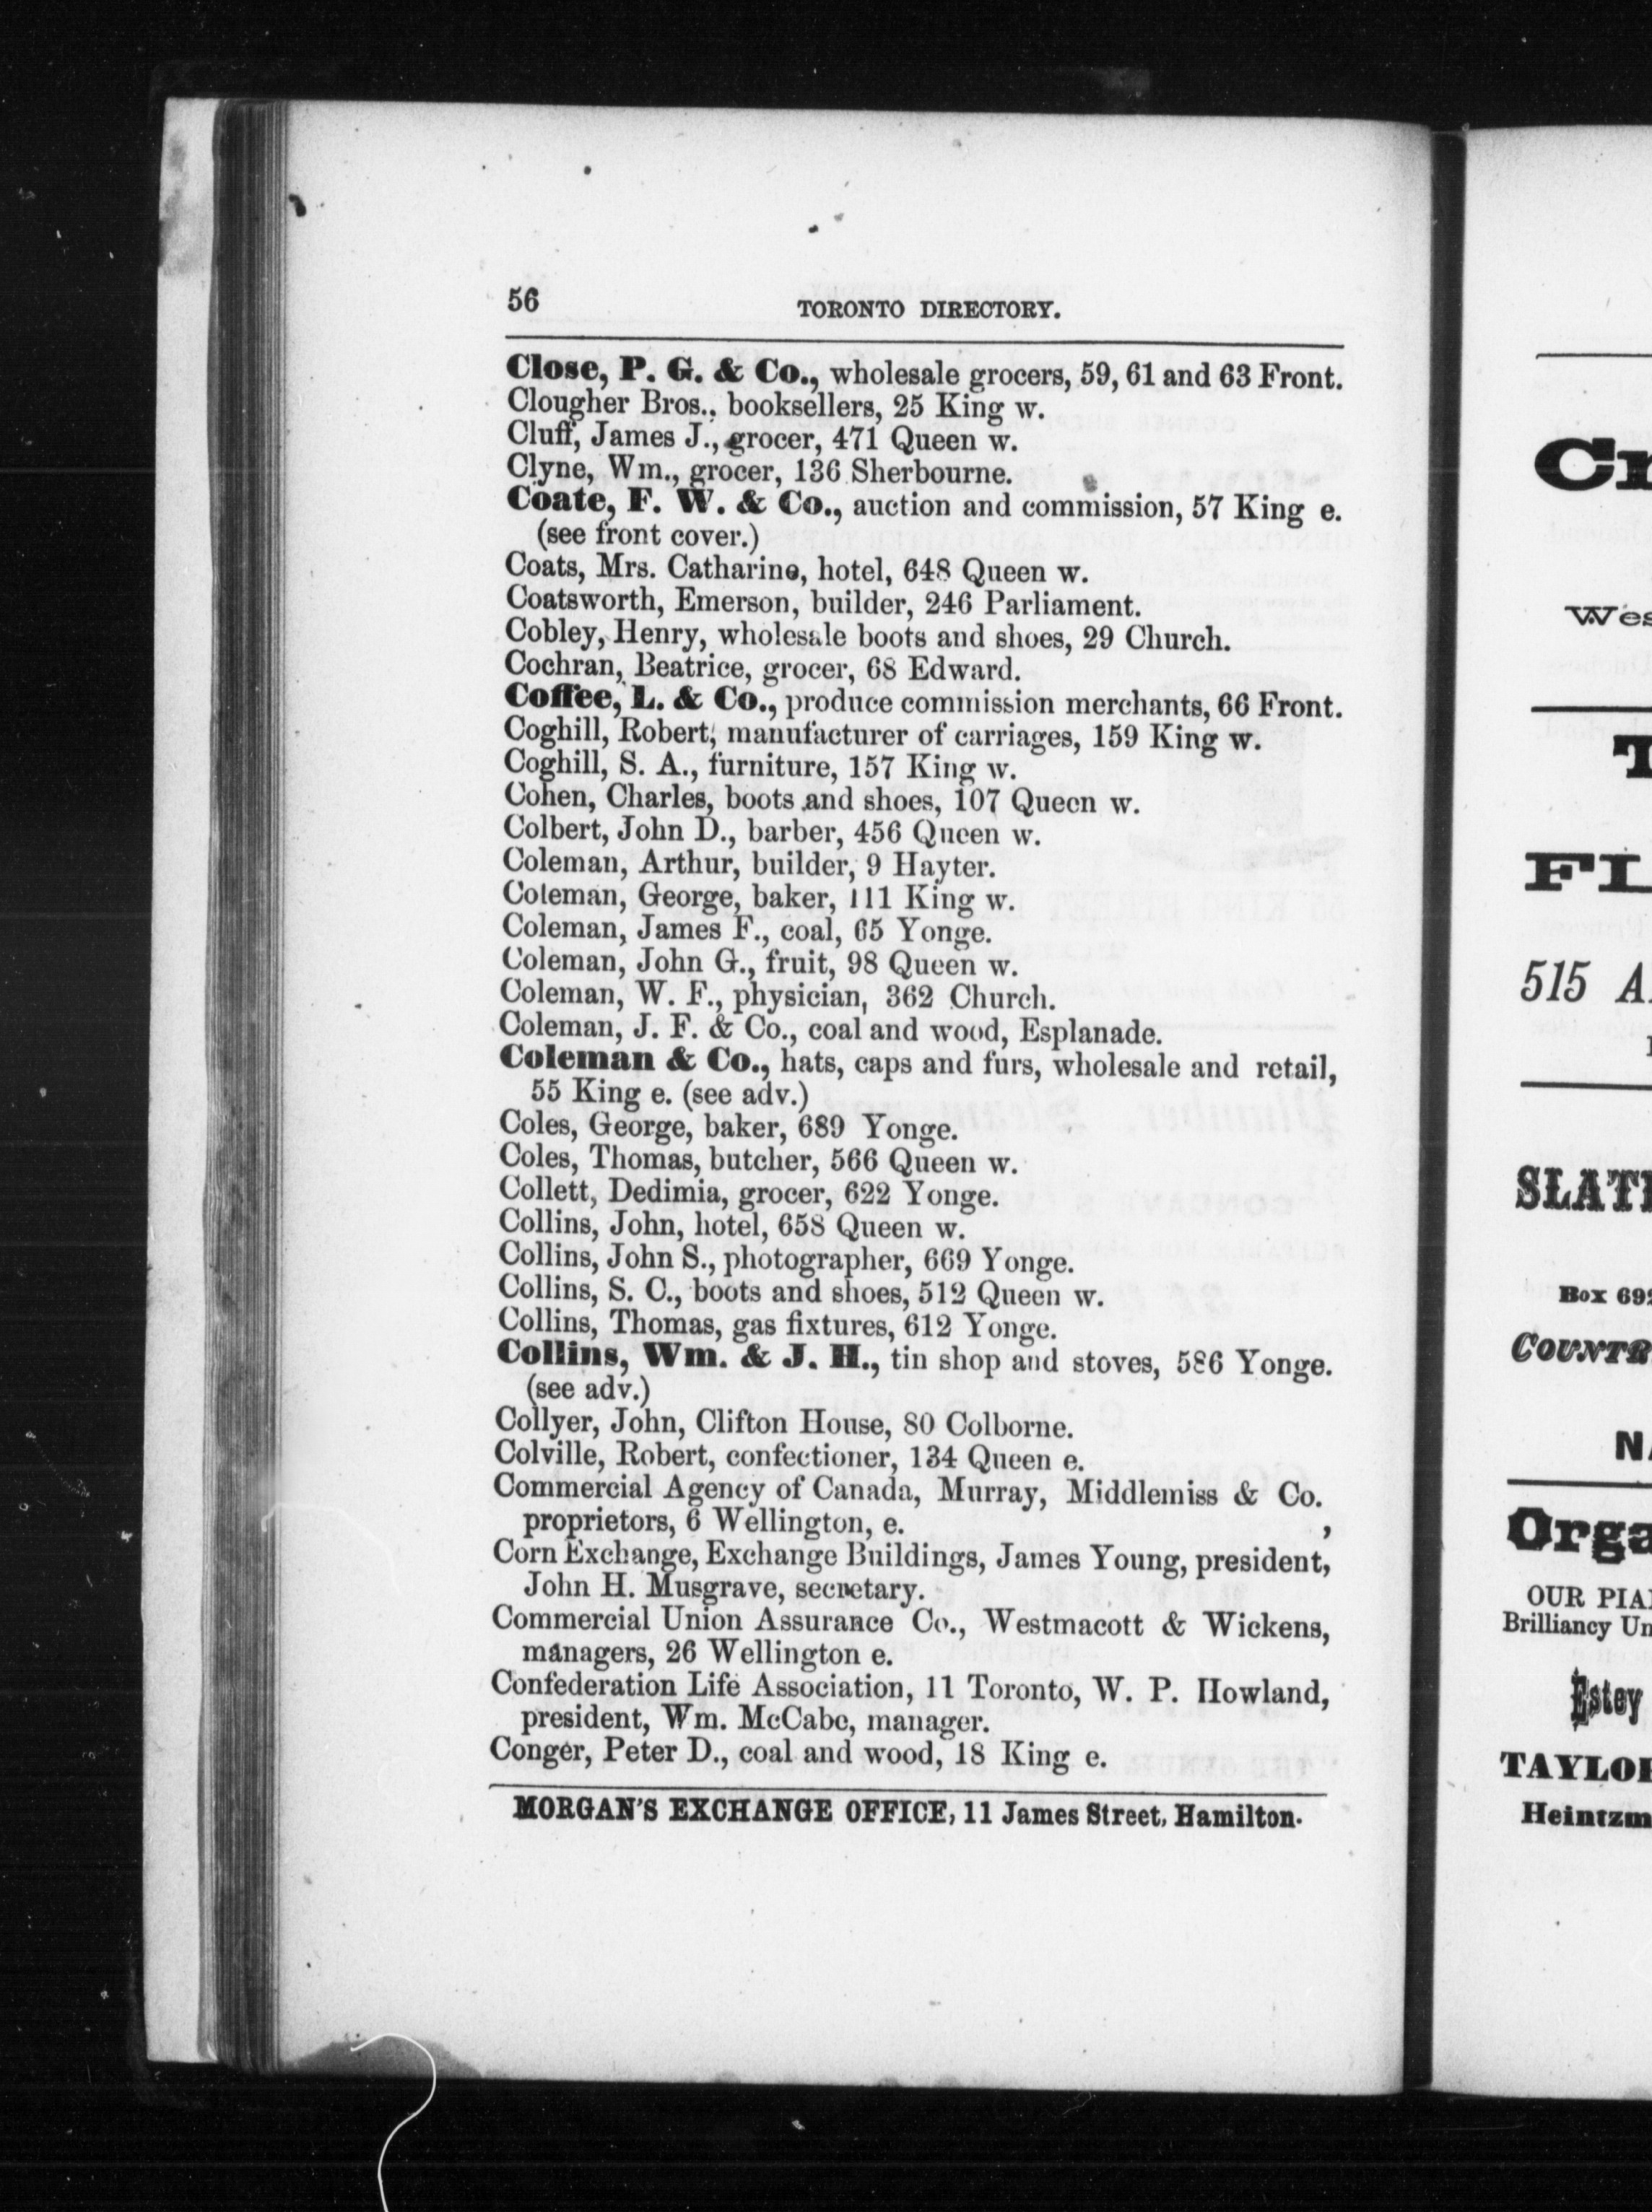 56
TORONTO DIRECTORY.
Close, P. G. & Co., wholesale grocers, 59, 61 and 63 Front.
Clougher Bros., booksellers, 25 King w.
Cluff, James J., grocer, 471 Queen w.
Clyne, Wm., grocer, 136 Sherbourne.
Coate, F. W. & Co., auction and commission, 57 King e.
(see front cover.)
Coats, Mrs. Catharine, hotel, 648 Queen w.
Coatsworth, Emerson, builder, 246 Parliament.
Cobley, Henry, wholesale boots and shoes, 29 Church.
Cochran, Beatrice, grocer, 68 Edward.
Coffee, L. & Co., produce commission merchants, 66 Front.
Coghill, Robert, manufacturer of carriages, 159 King w.
Coghill, S. A., furniture, 157 King w.
Cohen, Charles, boots and shoes, 107 Queen w.
Colbert, John D., barber, 456 Queen w.
Coleman, Arthur, builder, 9 Hayter.
Coleman, George, baker, 111 King w.
Coleman, James F., coal, 65 Yonge.
Coleman, John G., fruit, 98 Queen w.
Coleman, W. F., physician, 362 Church.
Coleman, J. F. & Co., coal and wood, Esplanade.
Coleman & Co., hats, caps and furs, wholesale and retail,
55 King e. (see adv.)
Coles, George, baker, 689 Yonge.
Coles, Thomas, butcher, 566 Queen w.
Collett, Dedimia, grocer, 622 Yonge.
Collins, John, hotel, 658 Queen w.
Collins, John S., photographer, 669 Yonge.
Collins, S. C., boots and shoes, 512 Queen w.
Collins, Thomas, gas fixtures, 612 Yonge.
Collins, Wm. & J. H., tin shop and stoves, 586 Yonge.
(see adv.)
Collyer, John, Clifton House, 80 Colborne.
Colville, Robert, confectioner, 134 Queen e.
Commercial Agency of Canada, Murray, Middlemiss & Co.
proprietors, 6 Wellington, e. ,
Corn Exchange, Exchange Buildings, James Young, president,
John H. Musgrave, secretary.
Commercial Union Assurance Co., Westmacott & Wickens,
managers, 26 Wellington e.
Confederation Life Association, 11 Toronto, W. P. Howland,
president, Wm. McCabe, manager.
Conger, Peter D., coal and wood, 18 King e.
MORGAN'S EXCHANGE OFFICE, 11 James Street, Hamilton.
515
Box 692
OUR
Brilliancy
Estey